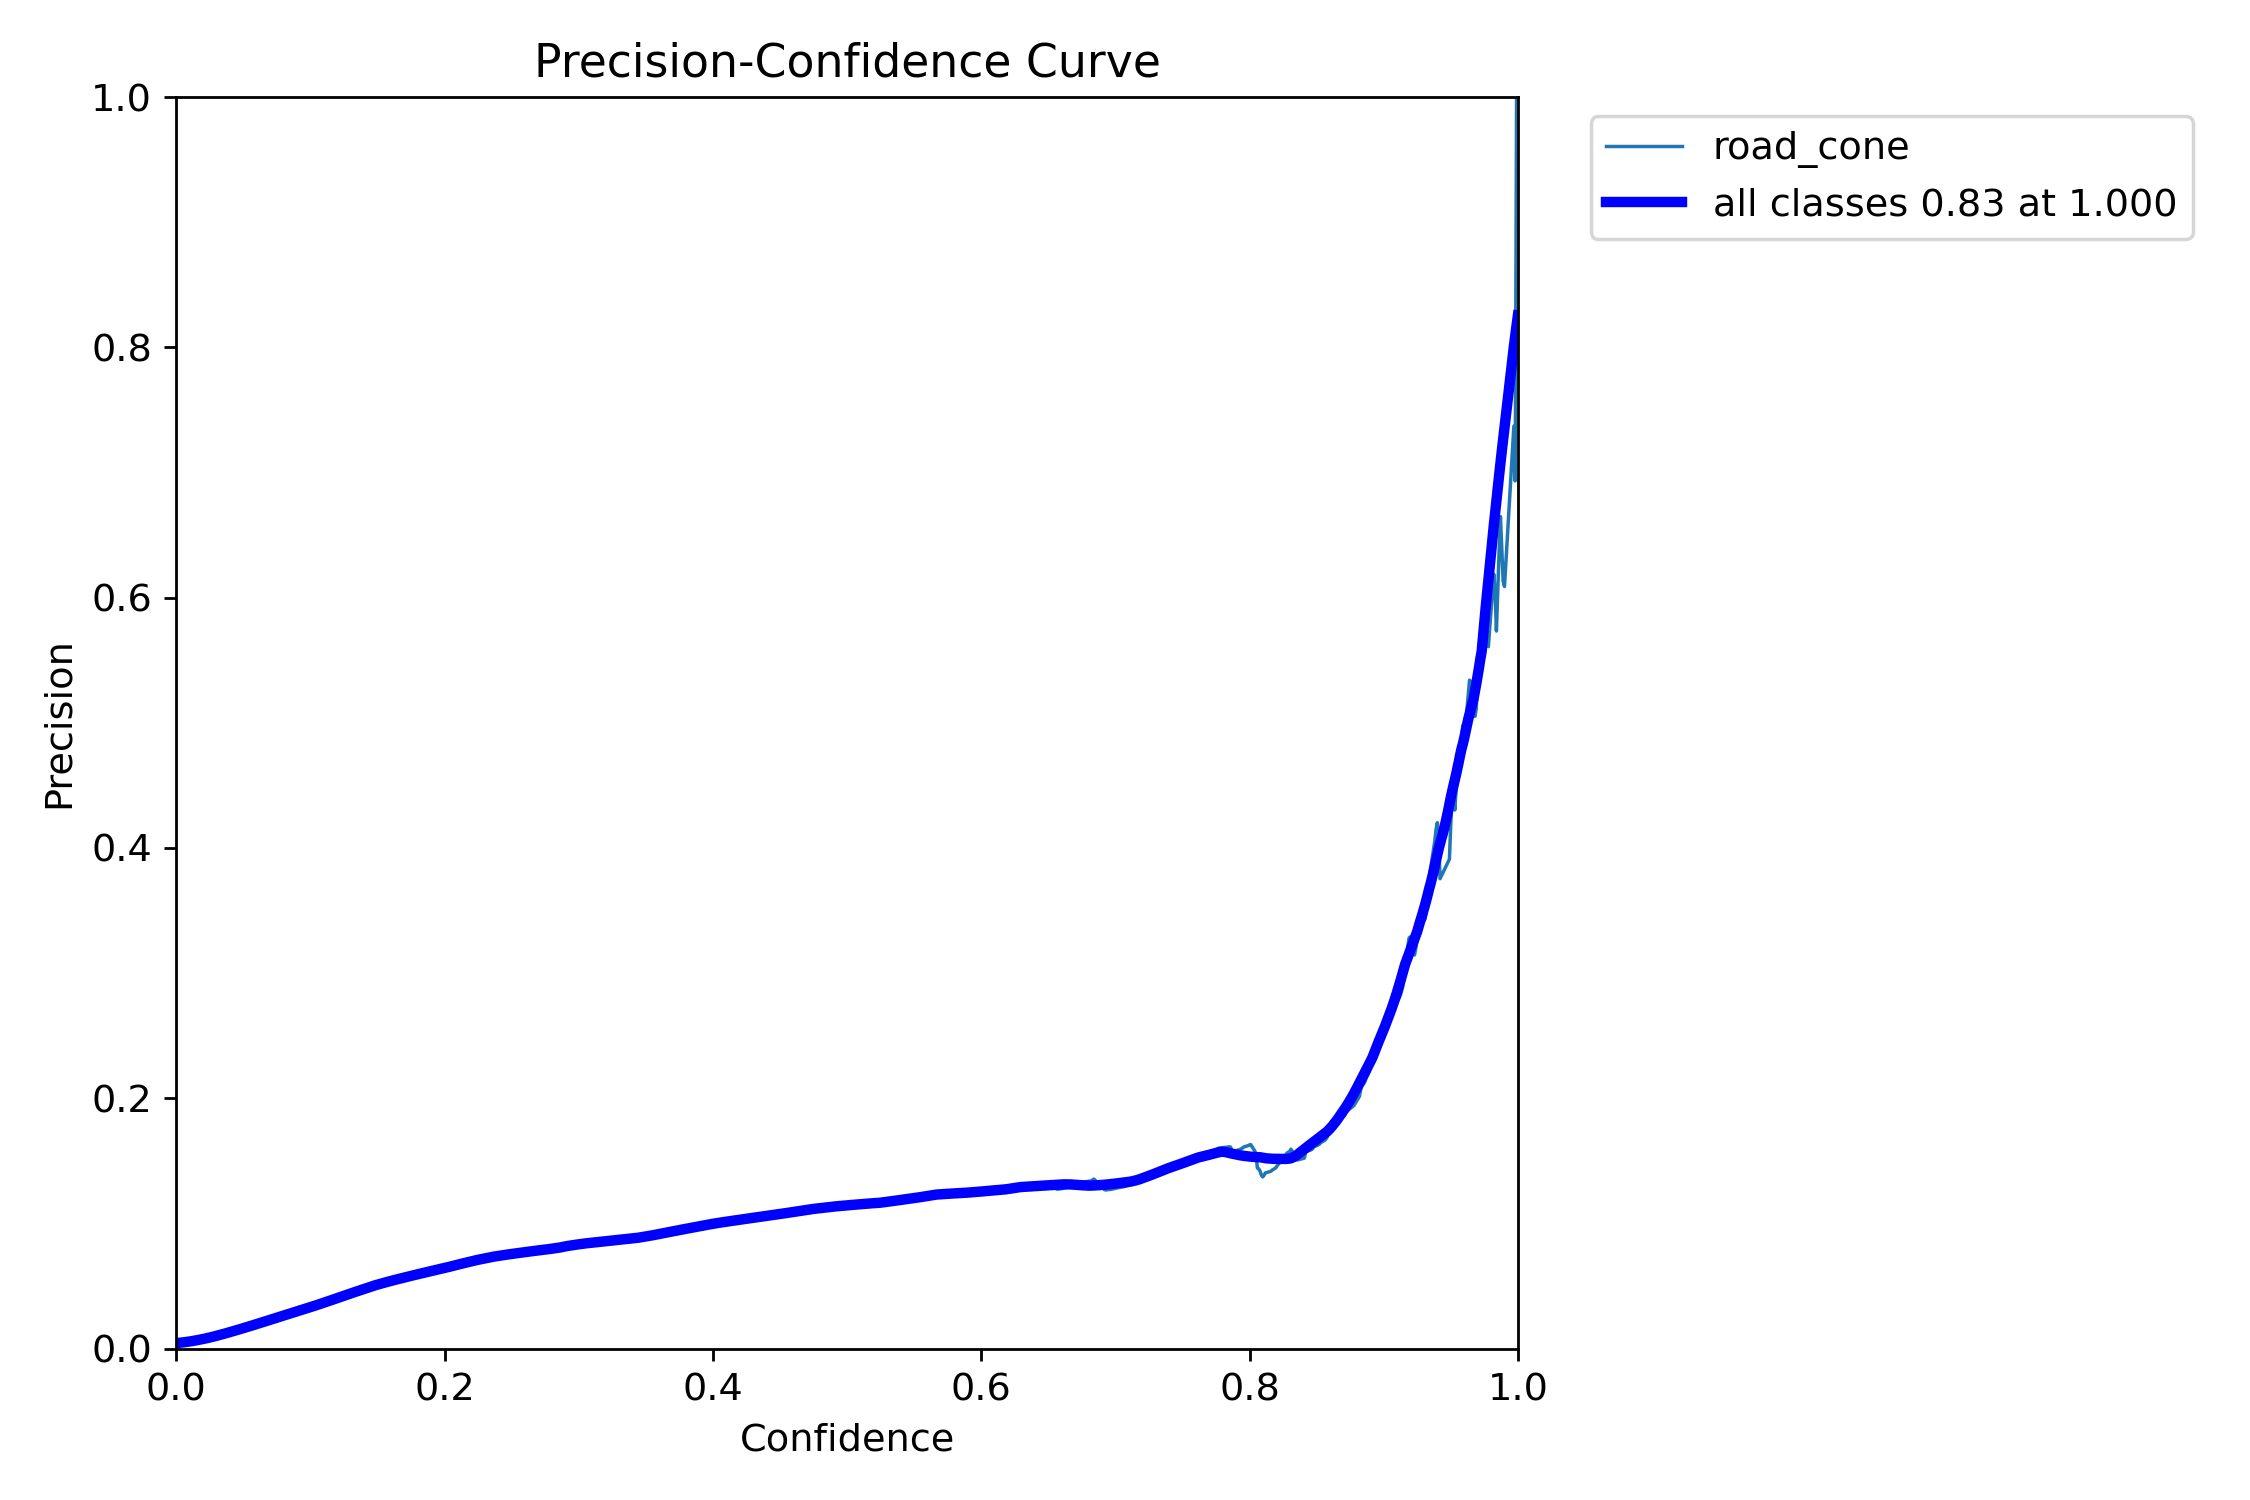 Precision-Confidence Curve
road_cone
all classes 0.83 at 1.000
Precision
1.0
0.8
0.6
0.4
0.2
0.0
0.0 0.2 0.4 0.6 0.8 1.0
Confidence